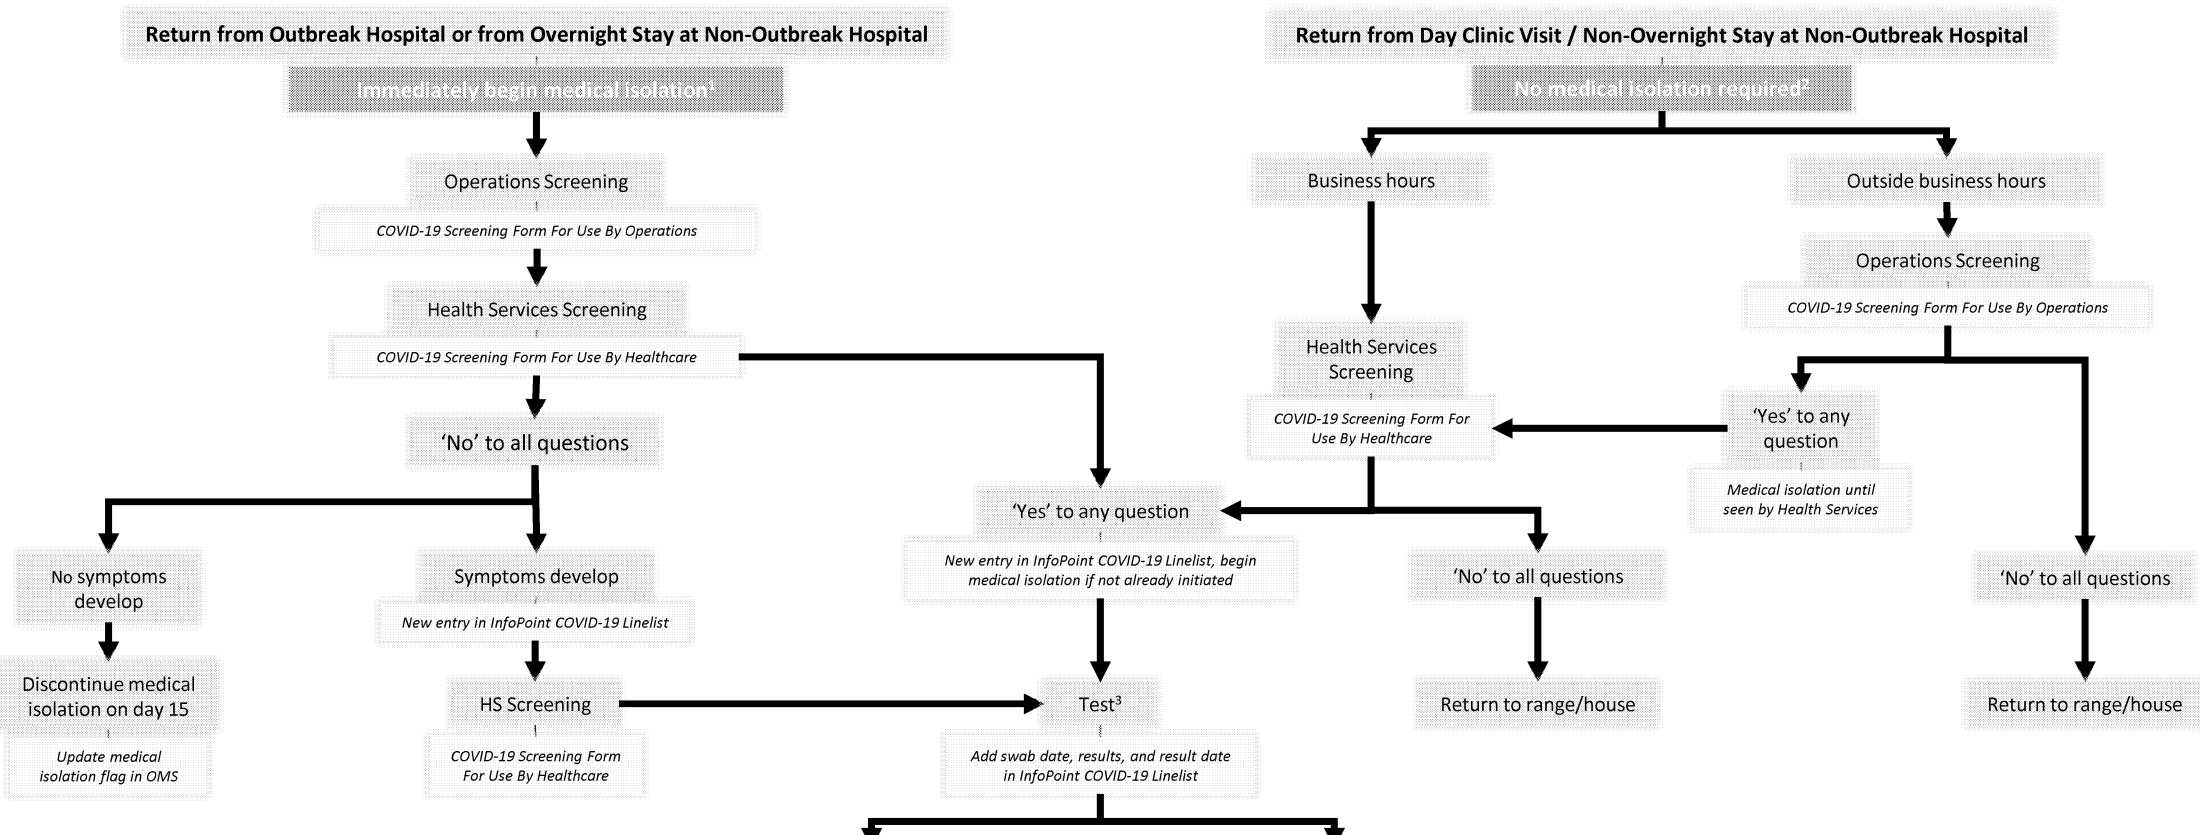 Return from Outbreak Hospital or from Overnight Stay at Non-Outbreak Hospital
Immediately begin medical isolation¹
Operations Screening
COVID-19 Screening Form For Use By Operations
Health Services Screening
COVID-19 Screening Form For Use By Healthcare
‘No’ to all questions
No symptoms
develop
Discontinue medical
isolation on day 15
Update medical
isolation flag in OMS
Symptoms develop
New entry in InfoPoint COVID-19 Linelist
HS Screening
COVID-19 Screening Form
For Use By Healthcare
‘Yes’ to any question
New entry in InfoPoint COVID-19 Linelist, begin
medical isolation if not already initiated
Test³
Add swab date, results, and result date
in InfoPoint COVID-19 Linelist
Return from Day Clinic Visit / Non-Overnight Stay at Non-Outbreak Hospital
No medical isolation required²
Business hours
Health Services
Screening
COVID-19 Screening Form For
Use By Healthcare
‘No’ to all questions
Return to range/house
Outside business hours
Operations Screening
COVID-19 Screening Form For Use By Operations
‘Yes’ to any
question
Medical isolation until
seen by Health Services
‘No’ to all questions
Return to range/house